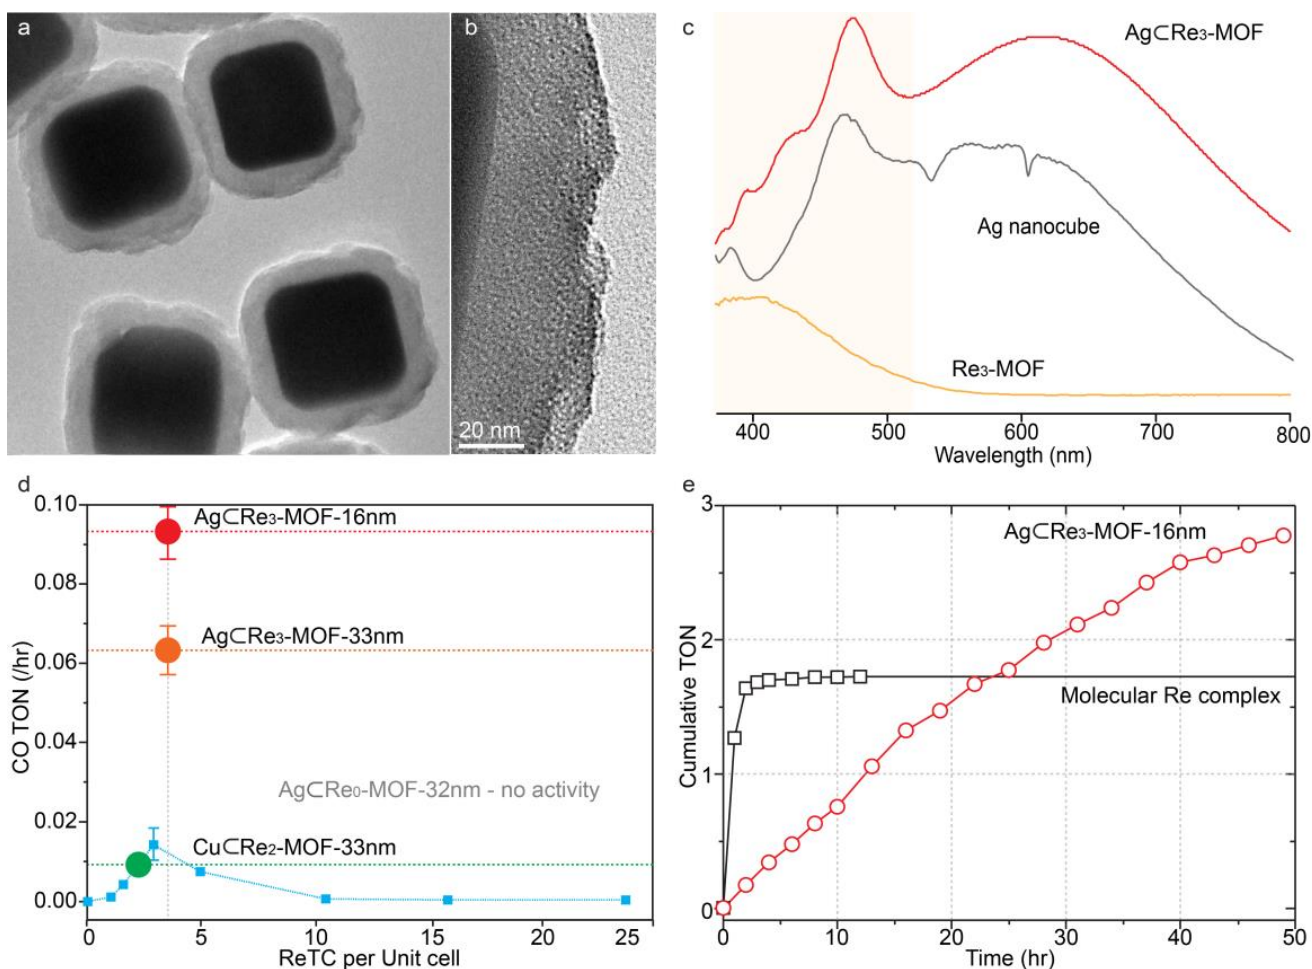 a
b
20 nm
c
Ag⊂Re₃-MOF
Ag nanocube
Re₃-MOF
400
500
600
700
800
Wavelength (nm)
d
0.10
0.08
0.06
0.04
0.02
0.00
CO TON (/hr)
Ag⊂Re₃-MOF-16nm
Ag⊂Re₃-MOF-33nm
Ag⊂Re₀-MOF-32nm - no activity
Cu⊂Re₂-MOF-33nm
0
5
10
15
20
25
ReTC per Unit cell
e
3
2
1
0
Cumulative TON
Ag⊂Re₃-MOF-16nm
Molecular Re complex
0
10
20
30
40
50
Time (hr)